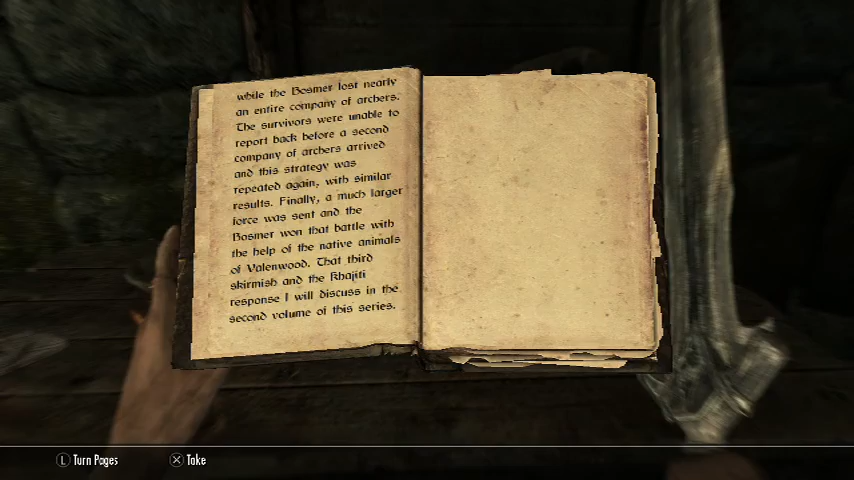 while the Bosmer lost nearly
an entire company of archers.
The survivors were unable to
report back before a second
company of archers arrived
and this strategy was
repeated again, with similar
results. Finally, a much larger
force was sent and the
Bosmer won that battle with
the help of the native animals
of Valenwood. That third
skirmish and the Khajiti
response I will discuss in the
second volume of this series.
L Turn Pages
X Take